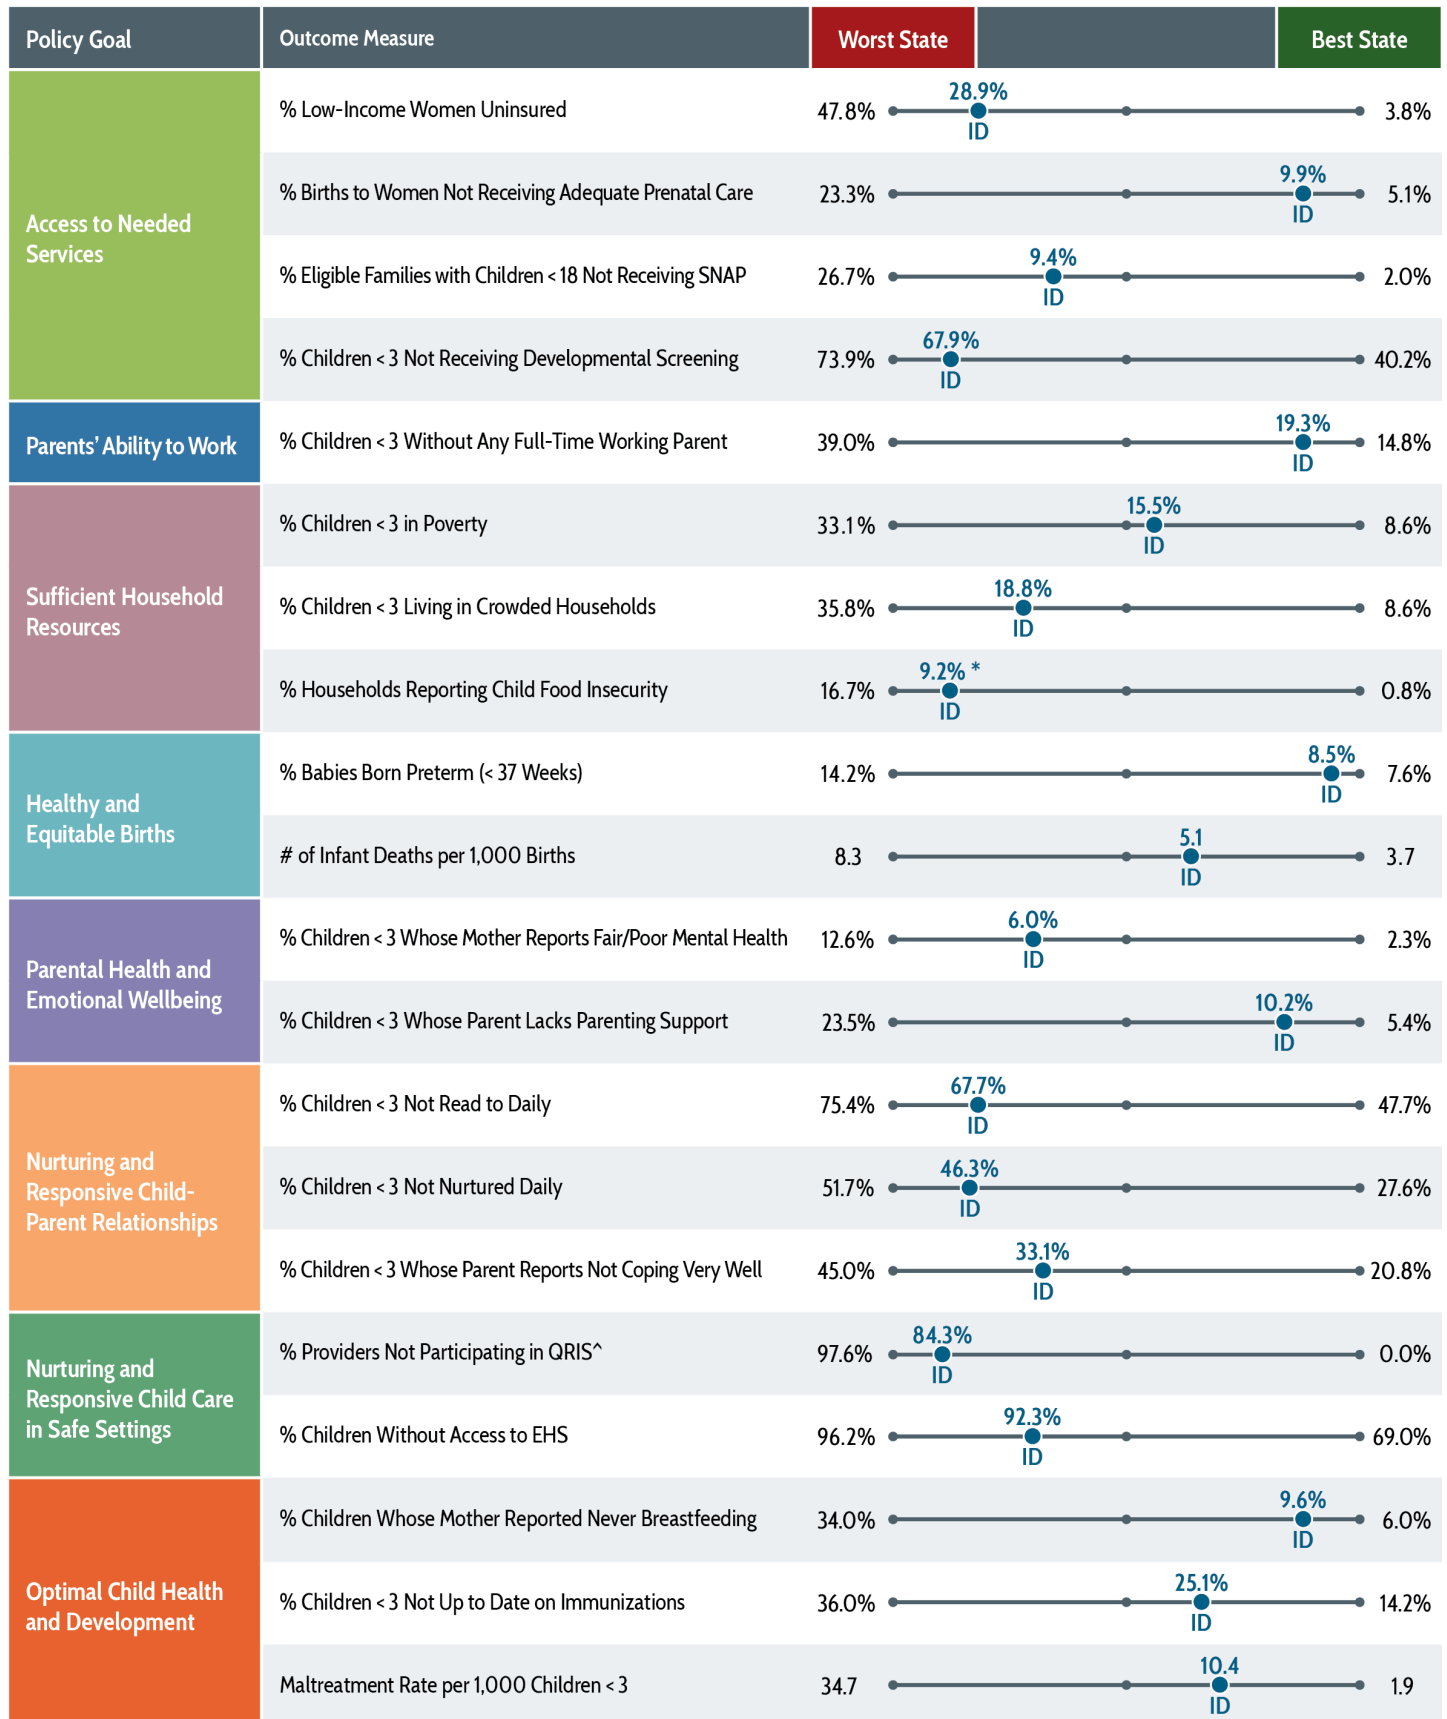 Policy Goal
Outcome Measure
Worst State
Best State
Access to Needed
Services
% Low-Income Women Uninsured
47.8%
28.9%
ID
3.8%
% Births to Women Not Receiving Adequate Prenatal Care
23.3%
9.9%
ID
5.1%
% Eligible Families with Children < 18 Not Receiving SNAP
26.7%
9.4%
ID
2.0%
% Children < 3 Not Receiving Developmental Screening
73.9%
67.9%
ID
40.2%
Parents' Ability to Work
% Children < 3 Without Any Full-Time Working Parent
39.0%
19.3%
ID
14.8%
Sufficient Household
Resources
% Children < 3 in Poverty
33.1%
15.5%
ID
8.6%
% Children < 3 Living in Crowded Households
35.8%
18.8%
ID
8.6%
% Households Reporting Child Food Insecurity
16.7%
9.2% *
ID
0.8%
Healthy and
Equitable Births
% Babies Born Preterm (< 37 Weeks)
14.2%
8.5%
ID
7.6%
# of Infant Deaths per 1,000 Births
8.3
5.1
ID
3.7
Parental Health and
Emotional Wellbeing
% Children < 3 Whose Mother Reports Fair/Poor Mental Health
12.6%
6.0%
ID
2.3%
% Children < 3 Whose Parent Lacks Parenting Support
23.5%
10.2%
ID
5.4%
Nurturing and
Responsive Child-
Parent Relationships
% Children < 3 Not Read to Daily
75.4%
67.7%
ID
47.7%
% Children < 3 Not Nurtured Daily
51.7%
46.3%
ID
27.6%
% Children < 3 Whose Parent Reports Not Coping Very Well
45.0%
33.1%
ID
20.8%
Nurturing and
Responsive Child Care
in Safe Settings
% Providers Not Participating in QRIS^
97.6%
84.3%
ID
0.0%
% Children Without Access to EHS
96.2%
92.3%
ID
69.0%
Optimal Child Health
and Development
% Children Whose Mother Reported Never Breastfeeding
34.0%
9.6%
ID
6.0%
% Children < 3 Not Up to Date on Immunizations
36.0%
25.1%
ID
14.2%
Maltreatment Rate per 1,000 Children < 3
34.7
10.4
ID
1.9